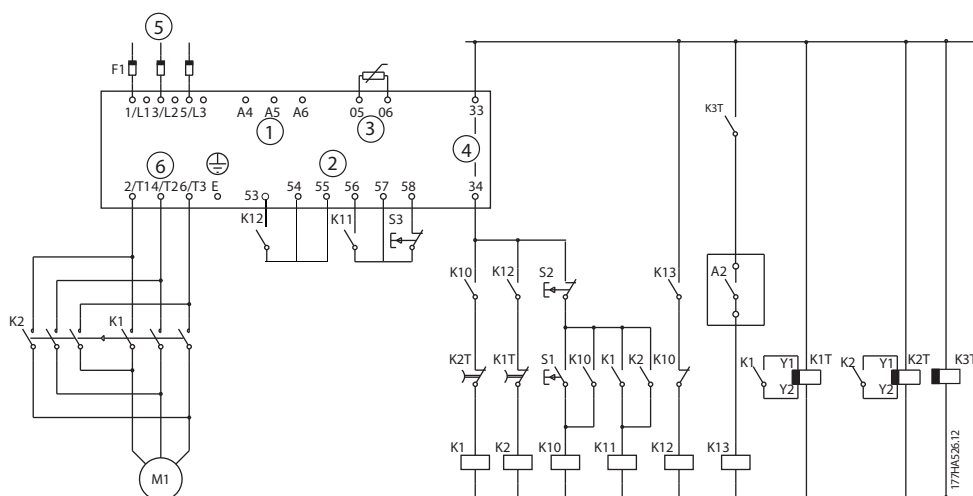 5
F1
1/L1 3/L2 5/L3 A4 A5 A6 05 06 33
1 3
K3T
6 2 4
2/T1 4/T2 6/T3 E 53 54 55 56 57 58 34
K12 K11 S3
K10 K12 S2 K13 A2
K2 K1
K2T K1T S1 K10 K1 K2 K10 K1 Y1 K1T K2 Y1 K2T K3T
Y2 Y2
K1 K2 K10 K11 K12 K13
M1
177HA526.12